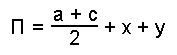 П = (a + c)/2 + x + y